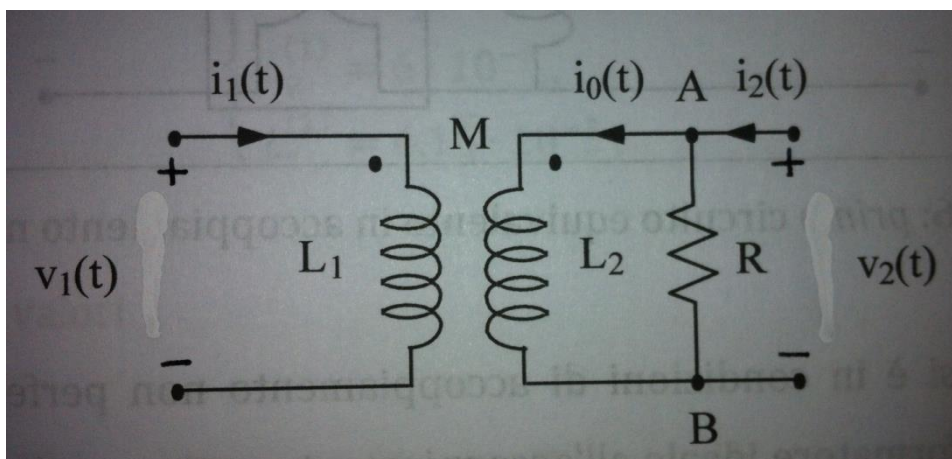 i₁(t) i₀(t) A i₂(t)
M
+ +
L₁ L₂ R
v₁(t) v₂(t)
− −
B